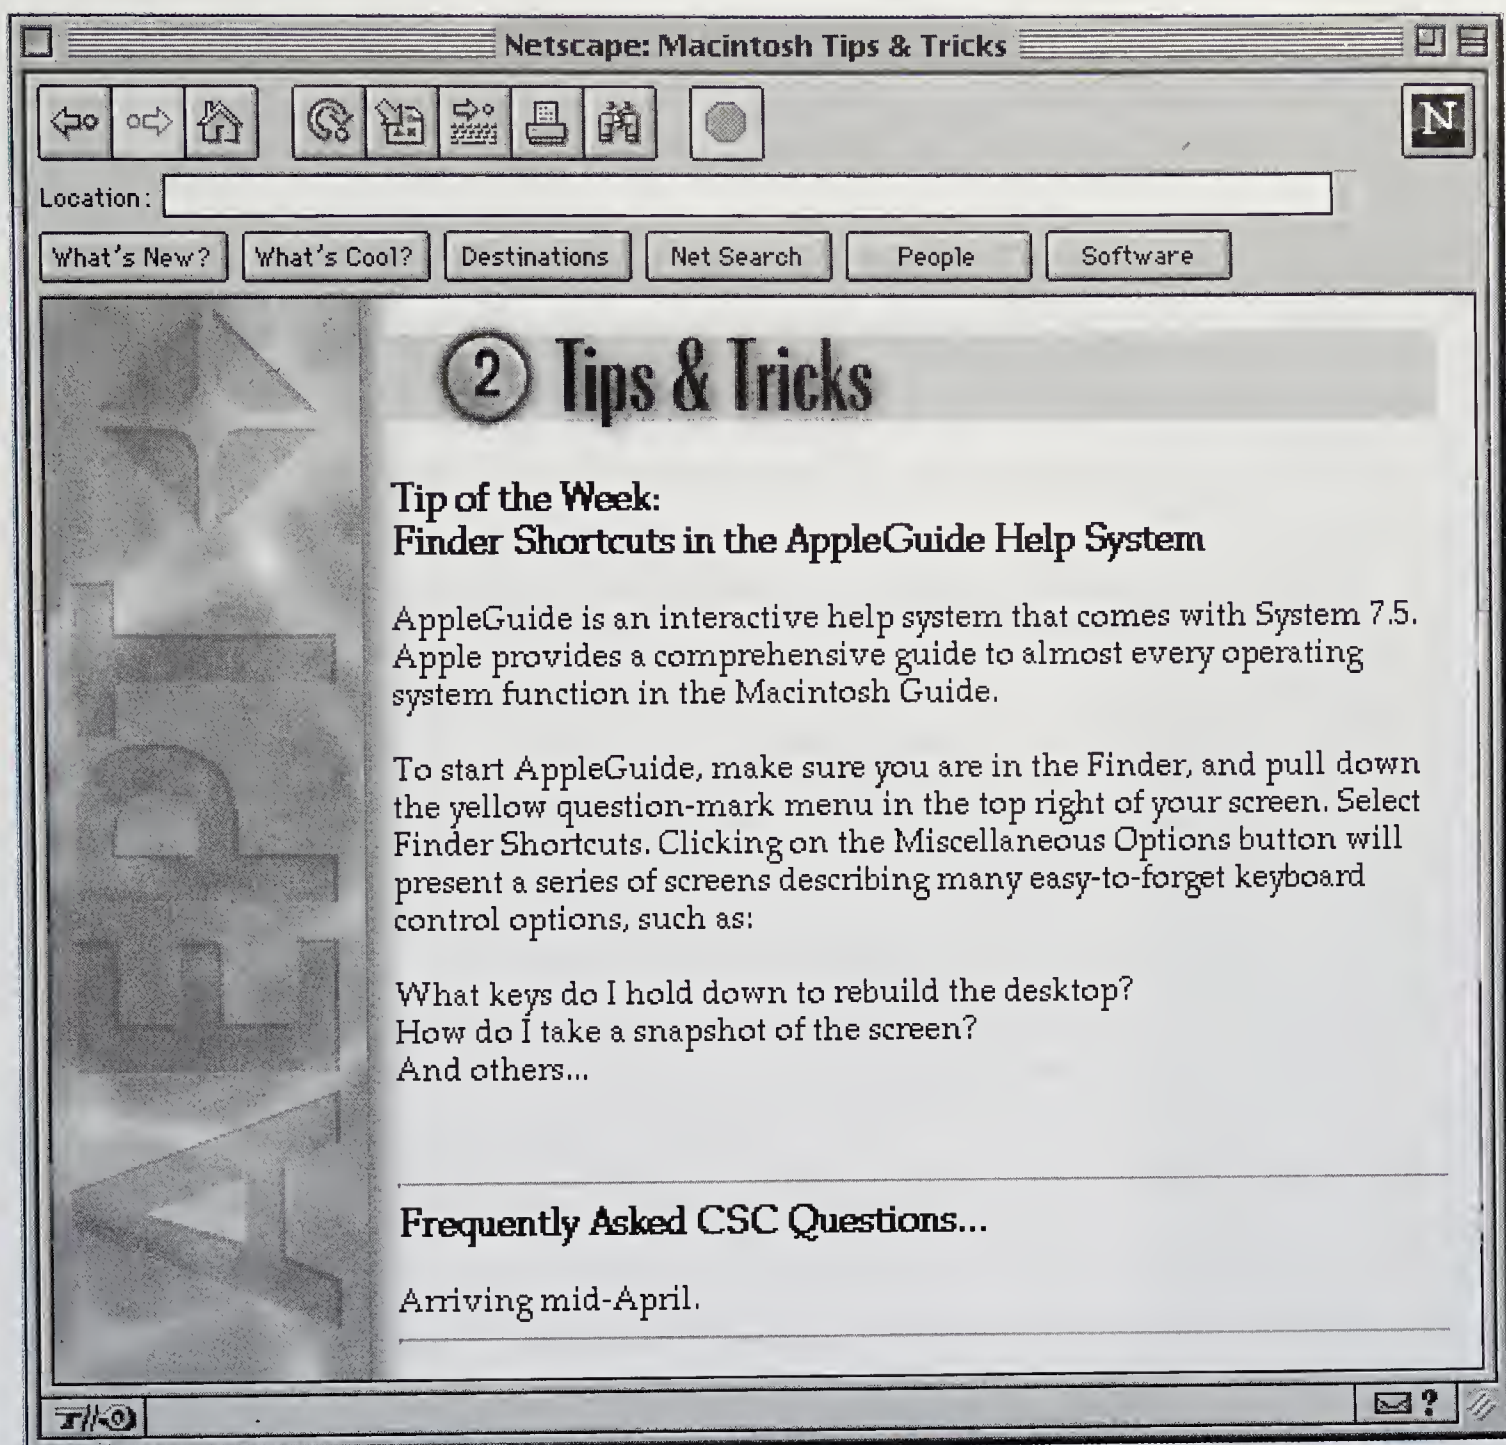 Netscape: Macintosh Tips & Tricks
N
Location:
What's New?
What's Cool?
Destinations
Net Search
People
Software
2 Tips & Tricks
Tip of the Week:
Finder Shortcuts in the AppleGuide Help System
AppleGuide is an interactive help system that comes with System 7.5.
Apple provides a comprehensive guide to almost every operating
system function in the Macintosh Guide.
To start AppleGuide, make sure you are in the Finder, and pull down
the yellow question-mark menu in the top right of your screen. Select
Finder Shortcuts. Clicking on the Miscellaneous Options button will
present a series of screens describing many easy-to-forget keyboard
control options, such as:
What keys do I hold down to rebuild the desktop?
How do I take a snapshot of the screen?
And others...
Frequently Asked CSC Questions...
Arriving mid-April.
?